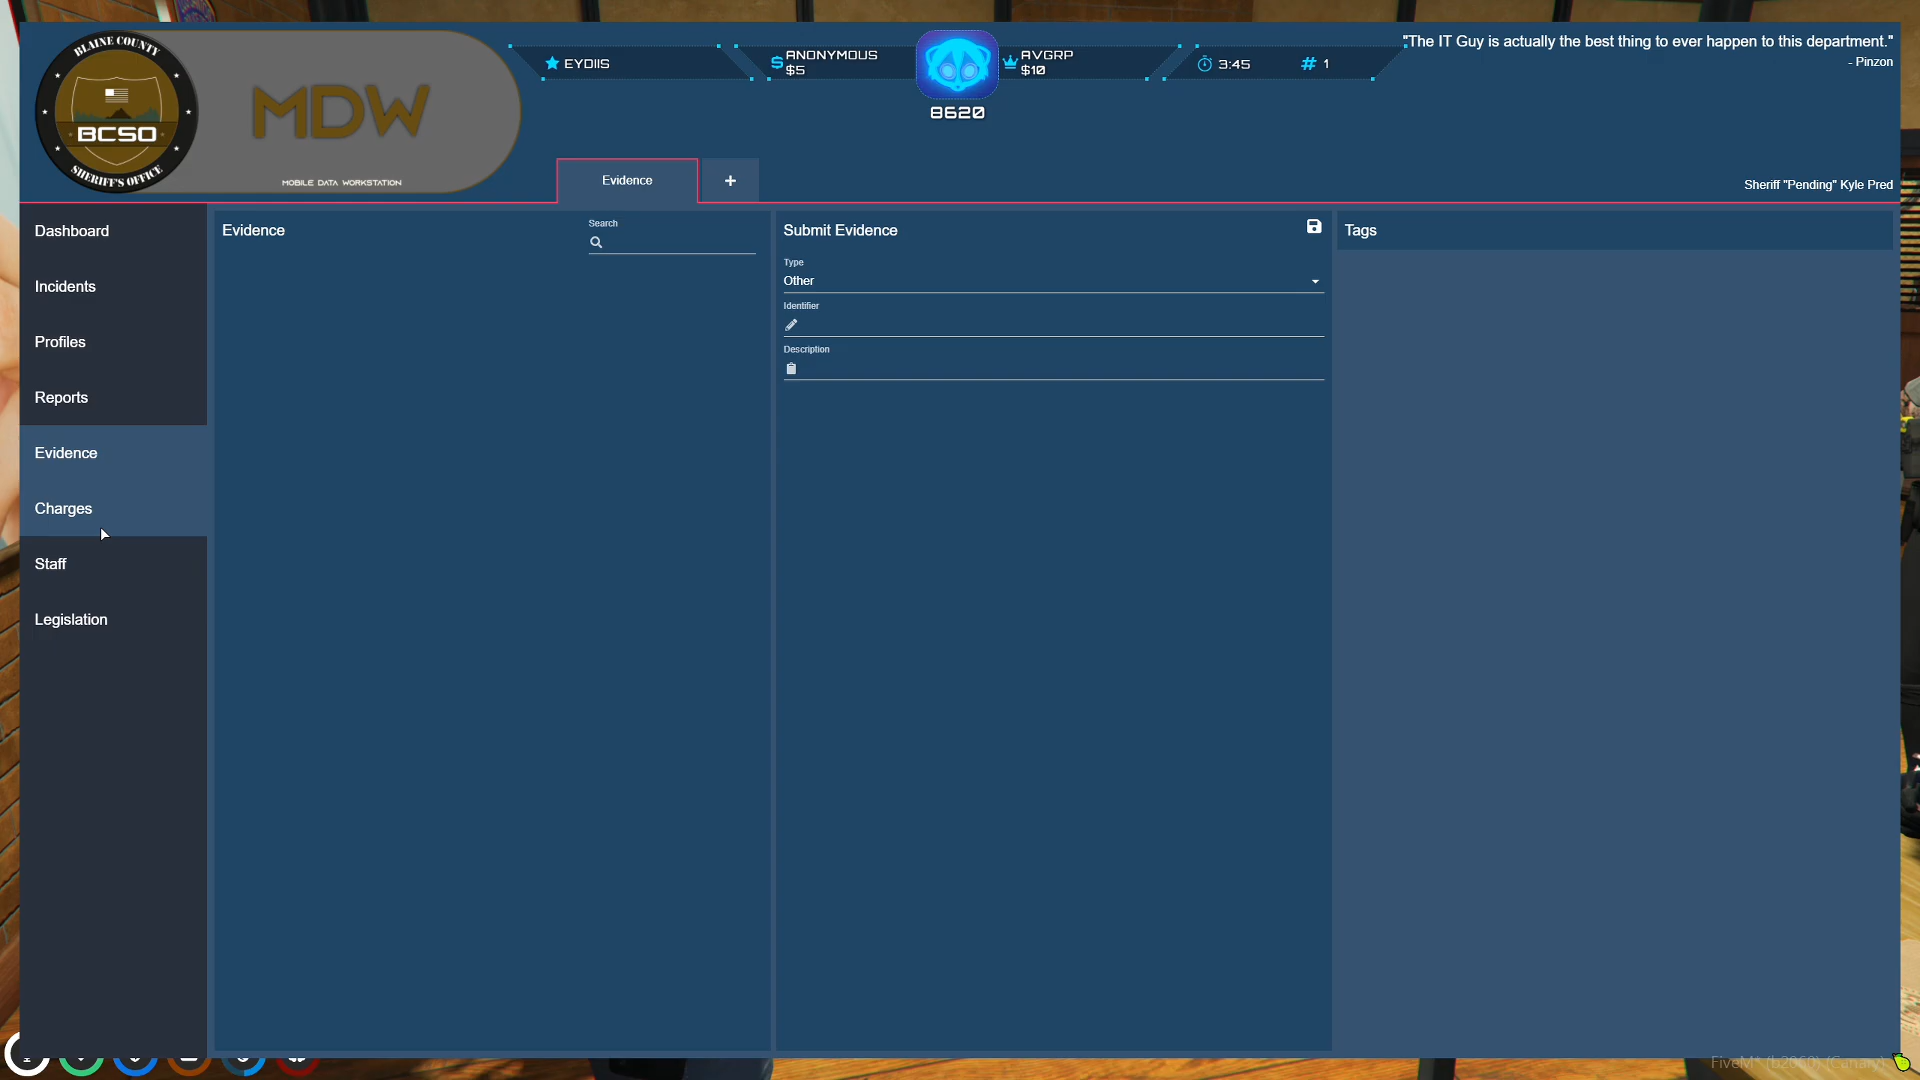 BLAINE COUNTY
BCSO
SHERIFF'S OFFICE
MDW
MOBILE DATA WORKSTATION
EYDIIS
ANONYMOUS
$5
AVGRP
$10
8620
3:45
# 1
"The IT Guy is actually the best thing to ever happen to this department."
- Pinzon
Evidence
+
Sheriff "Pending" Kyle Pred
Dashboard
Incidents
Profiles
Reports
Evidence
Charges
Staff
Legislation
Evidence
Search
Submit Evidence
Type
Other
Identifier
Description
Tags